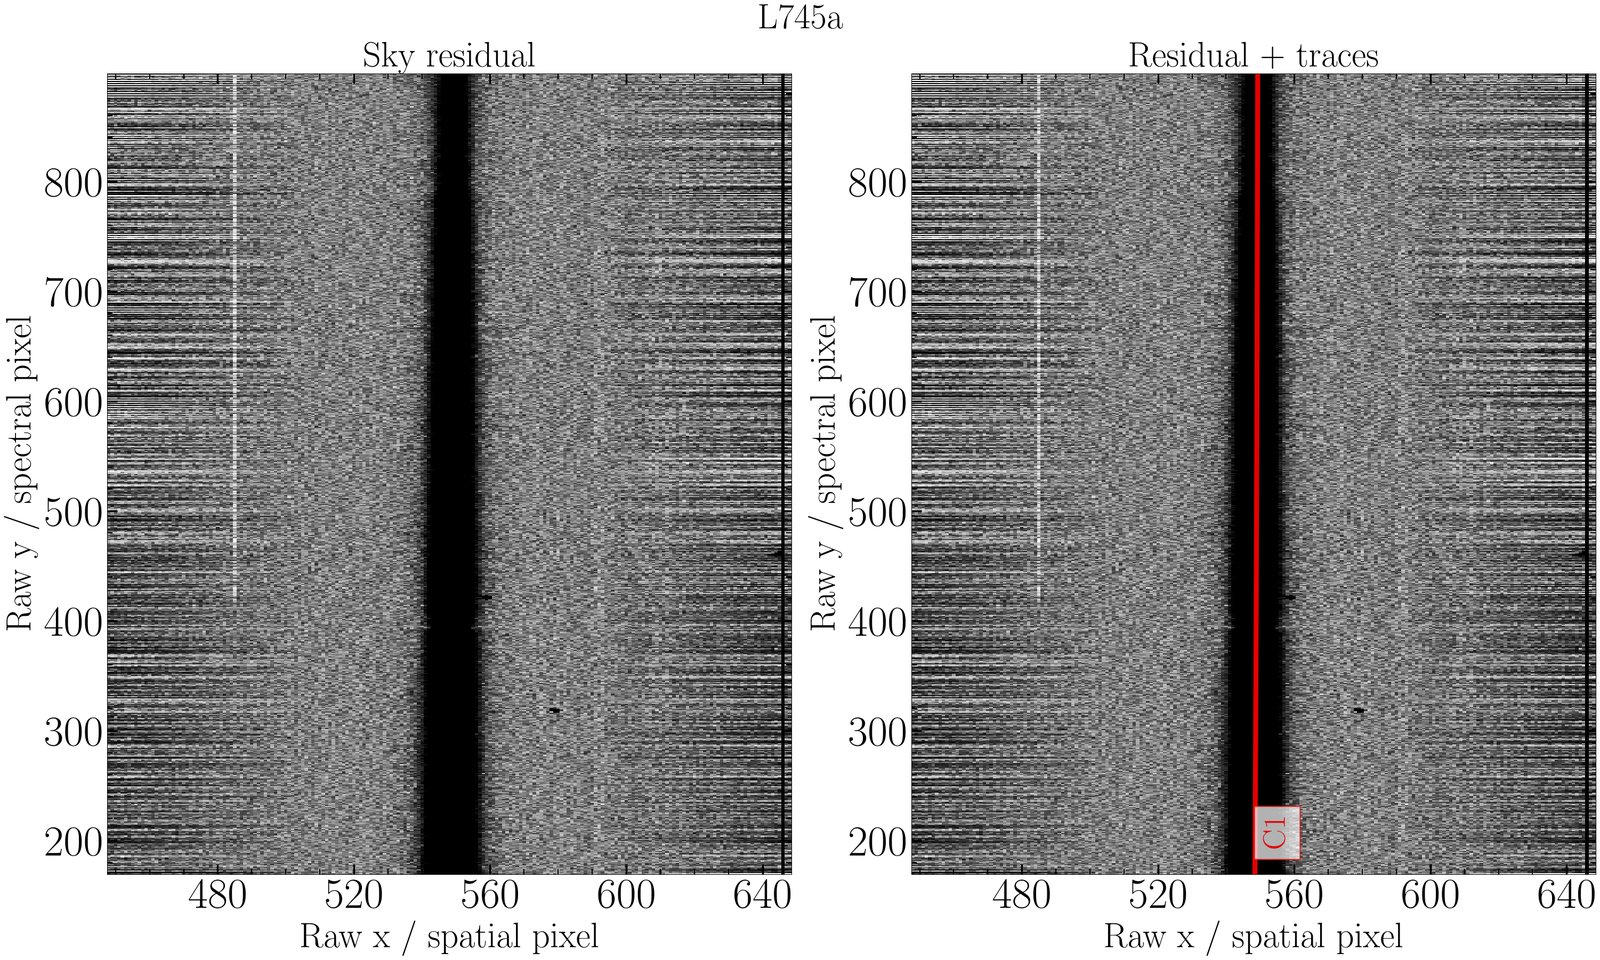 L745a
Sky residual
Residual + traces
Raw y / spectral pixel
800
700
600
500
400
300
200
480 520 560 600 640
Raw x / spatial pixel
Raw y / spectral pixel
800
700
600
500
400
300
200
C1
480 520 560 600 640
Raw x / spatial pixel